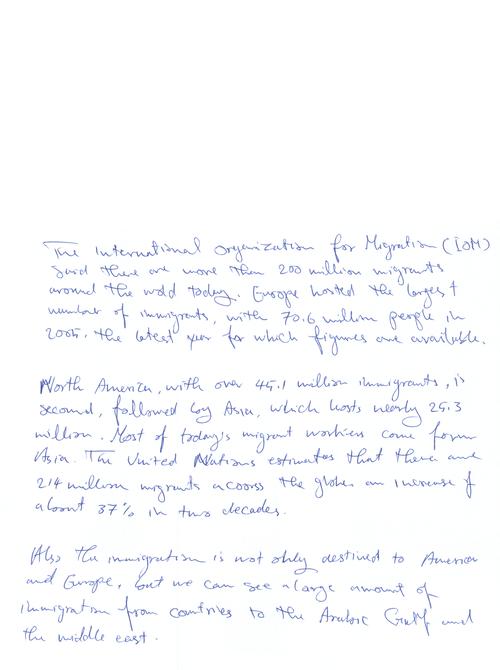 The International Organization for Migration (IOM)
said there are more than 200 million migrants
around the wold today. Europe hosted the largest
number of immigrants, with 70.6 million people in
2005, the latest year for which figures are available.
North America, with over 45.1 million immigrants, is
second, followed by Asia, which hosts nearly 25.3
million. Most of today's migrant workers come form
Asia. The United Nations estimates that there are
214 million migrants acoross the globe, an increase of
about 37% in two decades.
Also the immigration is not only destined to America
and Europe, but we can see a large amount of
immigration from contries to the Arabic Gulf and
the middle east.